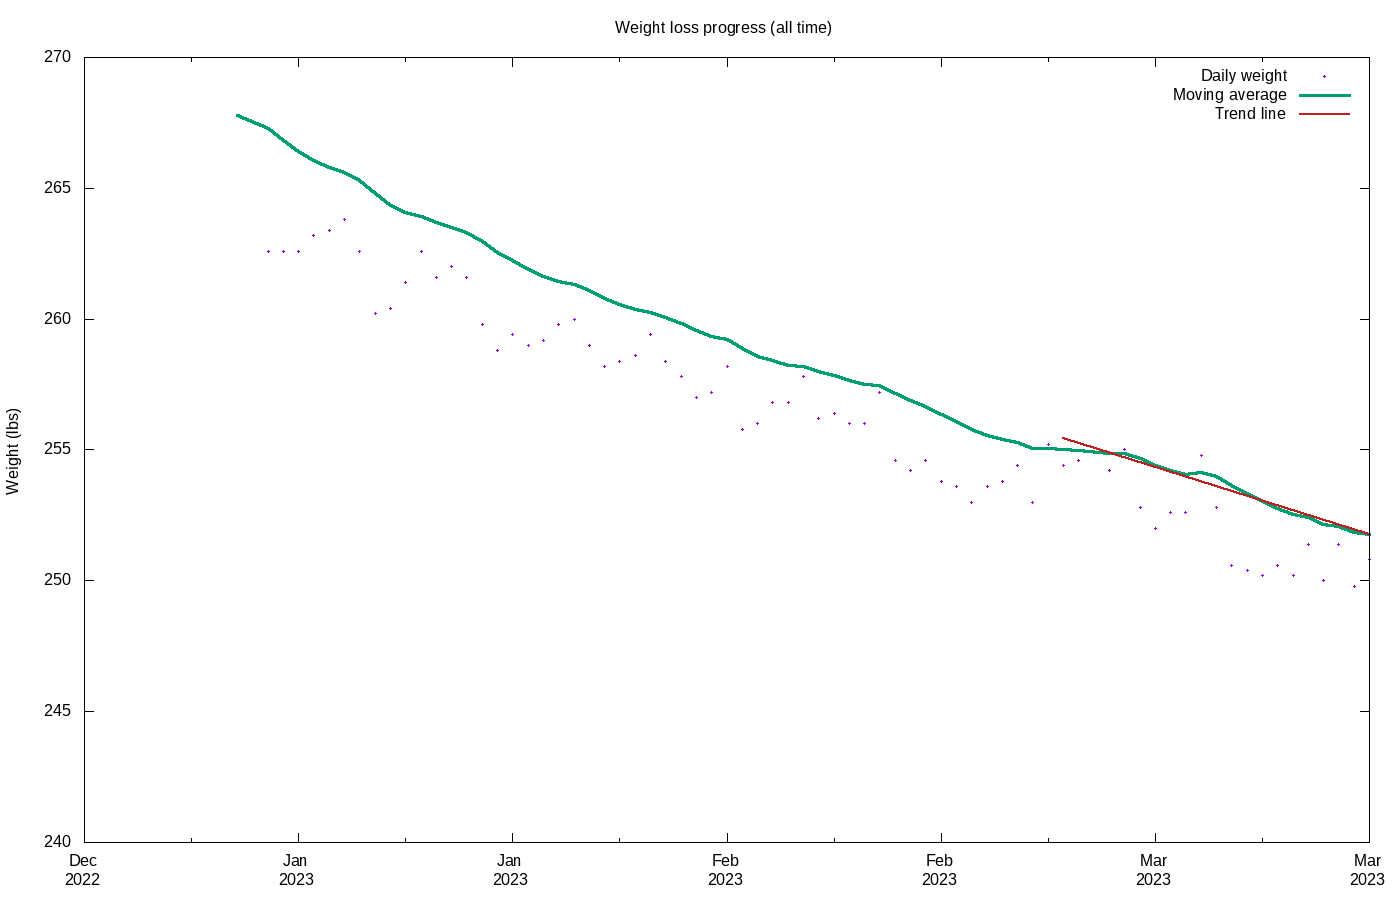 Weight loss progress (all time)
Daily weight
Moving average
Trend line
270
265
260
255
250
245
240
Weight (lbs)
Dec Jan Jan Feb Feb Mar Mar
2022 2023 2023 2023 2023 2023 2023